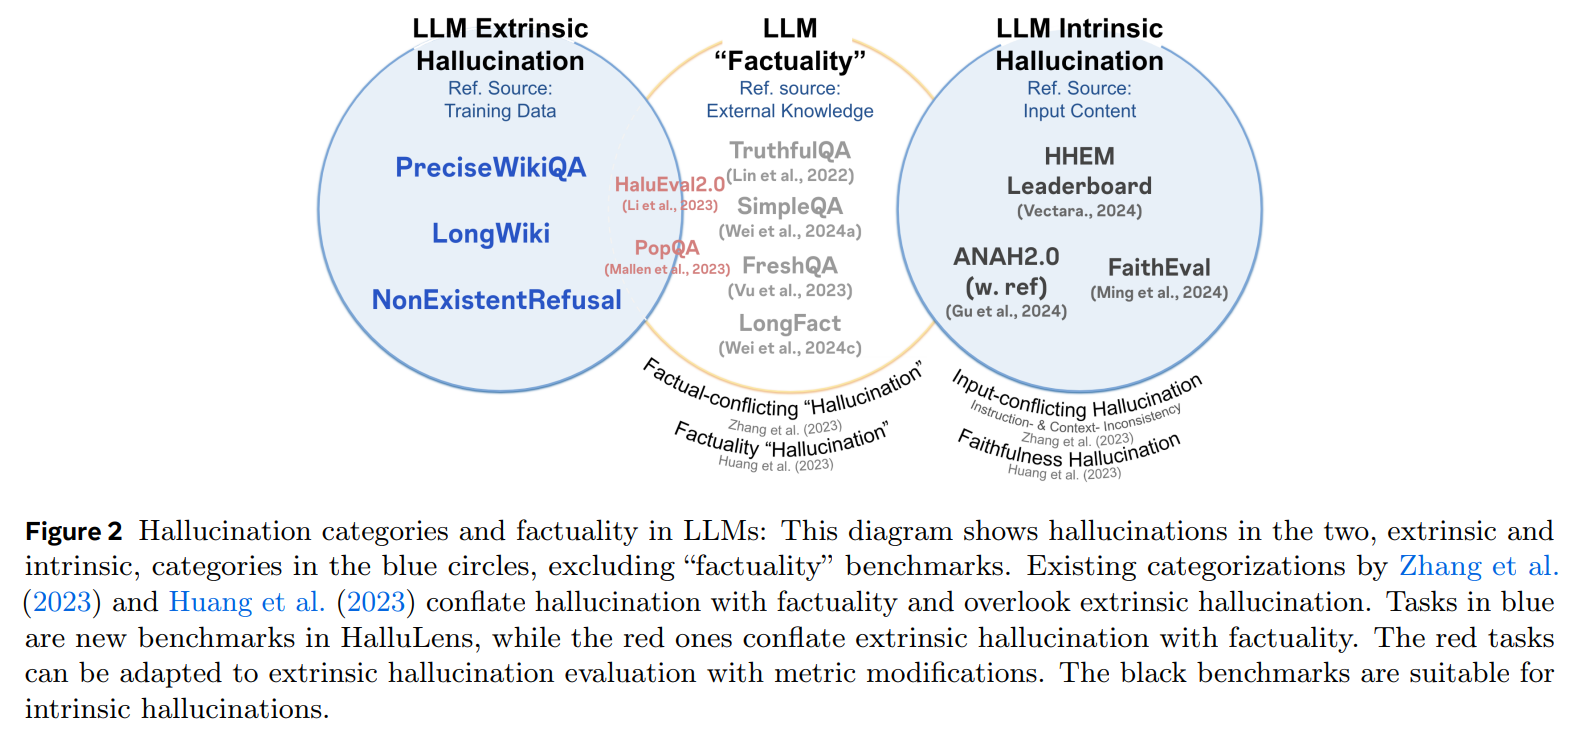 LLM Extrinsic
Hallucination
Ref. Source:
Training Data
PreciseWikiQA
LongWiki
NonExistentRefusal
HaluEval2.0
(Li et al., 2023)
PopQA
(Mallen et al., 2023)
LLM
“Factuality”
Ref. source:
External Knowledge
TruthfulQA
(Lin et al., 2022)
SimpleQA
(Wei et al., 2024a)
FreshQA
(Vu et al., 2023)
LongFact
(Wei et al., 2024c)
Factual-conflicting “Hallucination”
Zhang et al. (2023)
Factuality “Hallucination”
Huang et al. (2023)
LLM Intrinsic
Hallucination
Ref. Source:
Input Content
HHEM
Leaderboard
(Vectara., 2024)
ANAH2.0
(w. ref)
(Gu et al., 2024)
FaithEval
(Ming et al., 2024)
Input-conflicting Hallucination
Instruction- & Context- Inconsistency
Zhang et al. (2023)
Faithfulness Hallucination
Huang et al. (2023)
Figure 2 Hallucination categories and factuality in LLMs: This diagram shows hallucinations in the two, extrinsic and
intrinsic, categories in the blue circles, excluding “factuality” benchmarks. Existing categorizations by Zhang et al.
(2023) and Huang et al. (2023) conflate hallucination with factuality and overlook extrinsic hallucination. Tasks in blue
are new benchmarks in HalluLens, while the red ones conflate extrinsic hallucination with factuality. The red tasks
can be adapted to extrinsic hallucination evaluation with metric modifications. The black benchmarks are suitable for
intrinsic hallucinations.